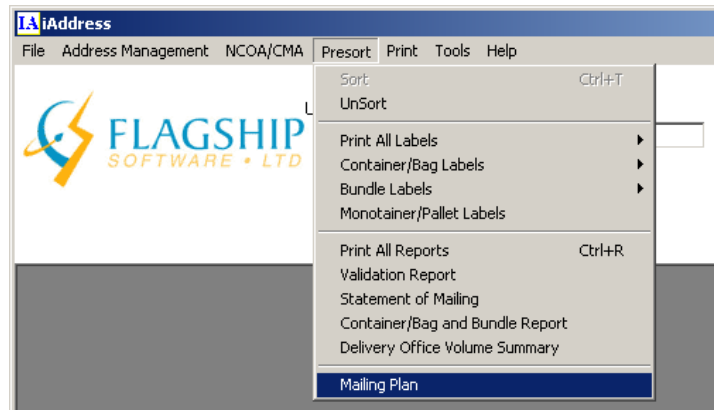 IA iAddress
File Address Management NCOA/CMA Presort Print Tools Help
Sort Ctrl+T
UnSort
FLAGSHIP
SOFTWARE • LTD
Print All Labels
Container/Bag Labels
Bundle Labels
Monotainer/Pallet Labels
Print All Reports Ctrl+R
Validation Report
Statement of Mailing
Container/Bag and Bundle Report
Delivery Office Volume Summary
Mailing Plan